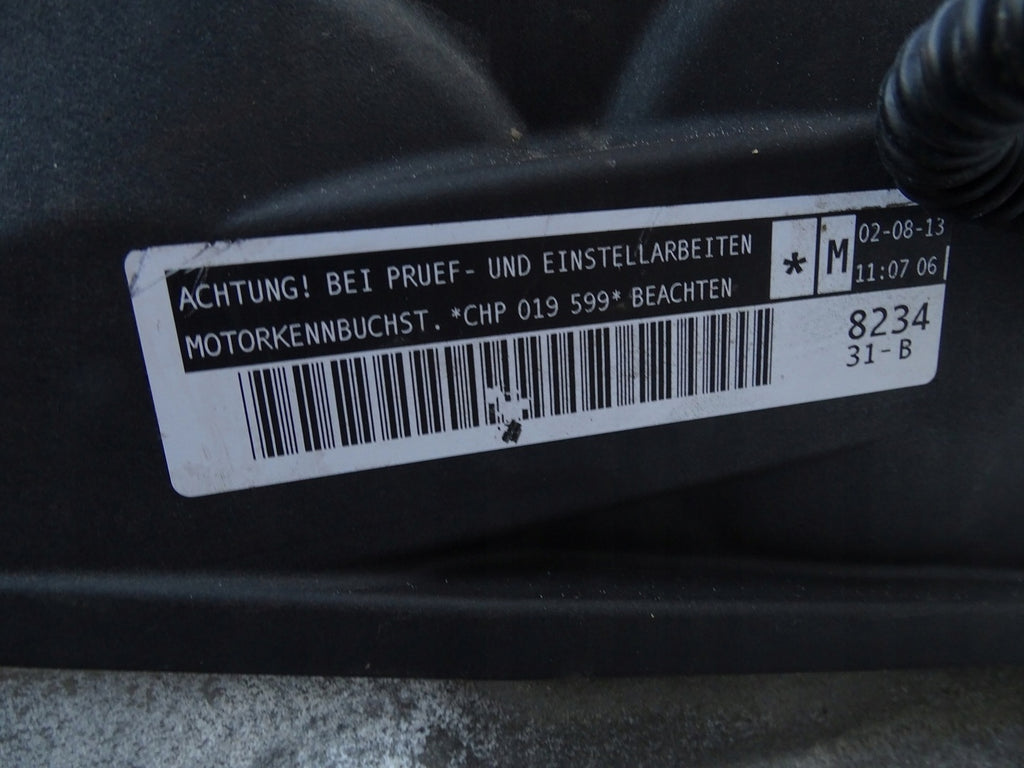 ACHTUNG! BEI PRUEF- UND EINSTELLARBEITEN
MOTORKENNBUCHST. *CHP 019 599* BEACHTEN
* M
02-08-13
11:07 06
8234
31-B